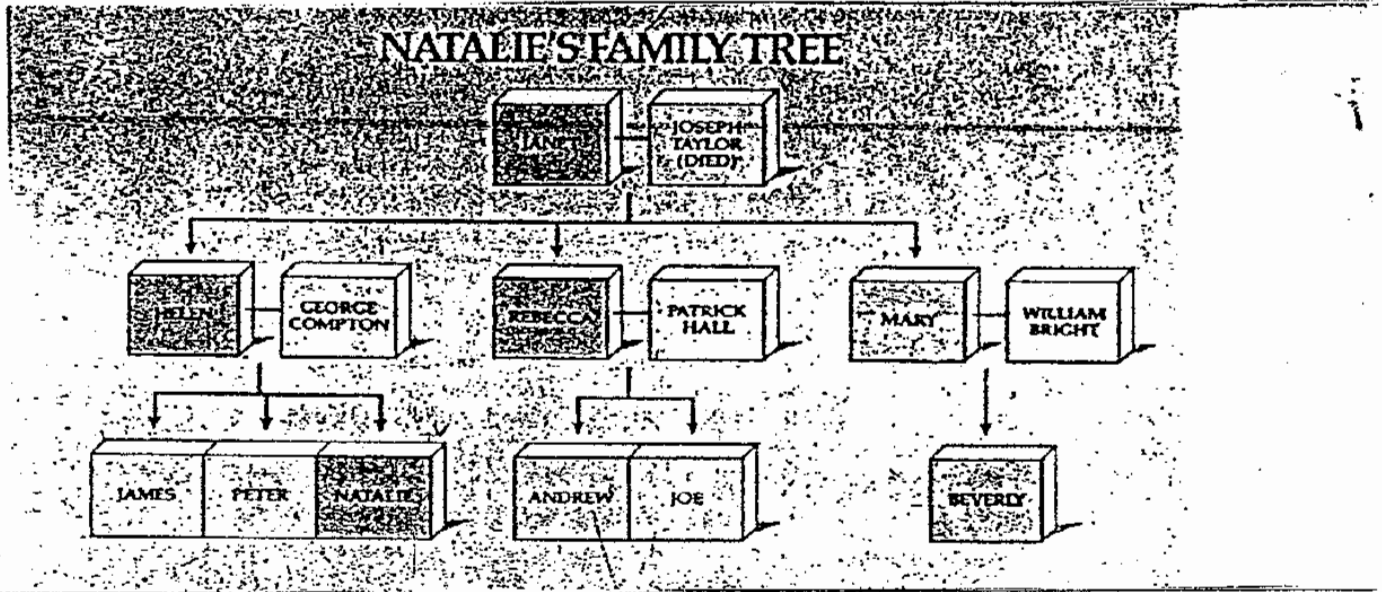 NATALIE'S FAMILY TREE
JANET
JOSEPH
TAYLOR
(DIED)
HELEN
GEORGE
COMPTON
REBECCA
PATRICK
HALL
MARY
WILLIAM
BRIGHT
JAMES
PETER
NATALIE
ANDREW
JOE
BEVERLY